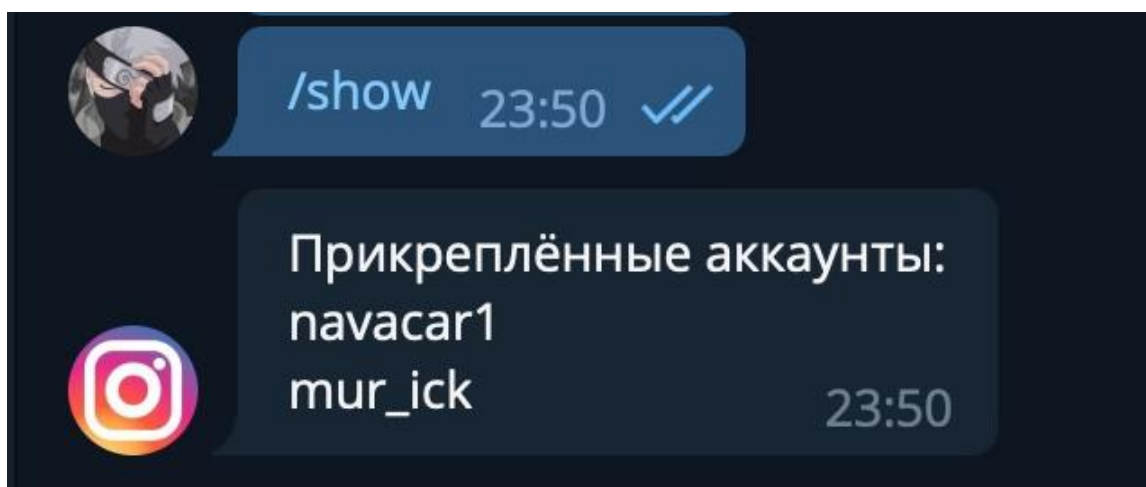 /show 23:50
Прикреплённые аккаунты:
navacar1
mur_ick 23:50